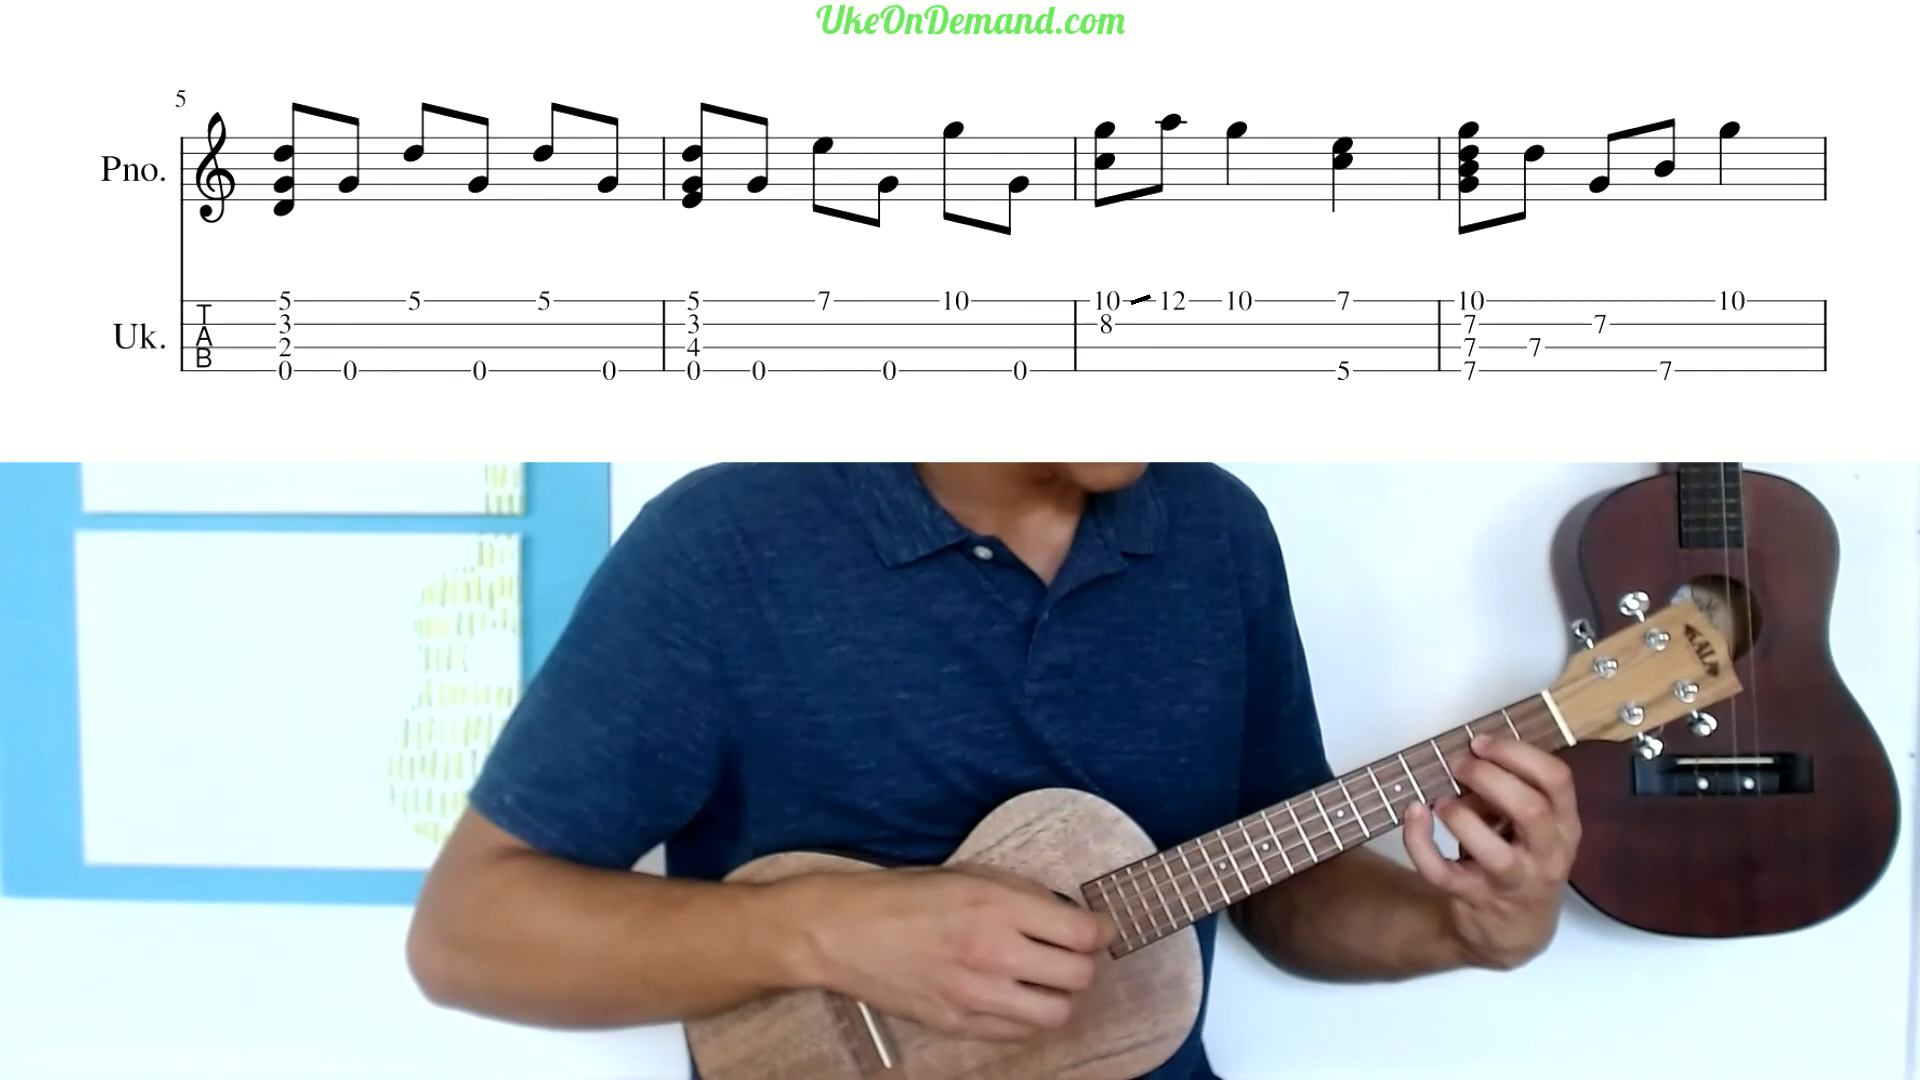 UkeOnDemand.com
5
Pno.
Uk.
T
A
B
5 5 5 5 7 10 10 12 10 7 10 10
3 3 8 7 7
2 4 7 7
0 0 0 0 0 0 0 0 5 7 7
KALA